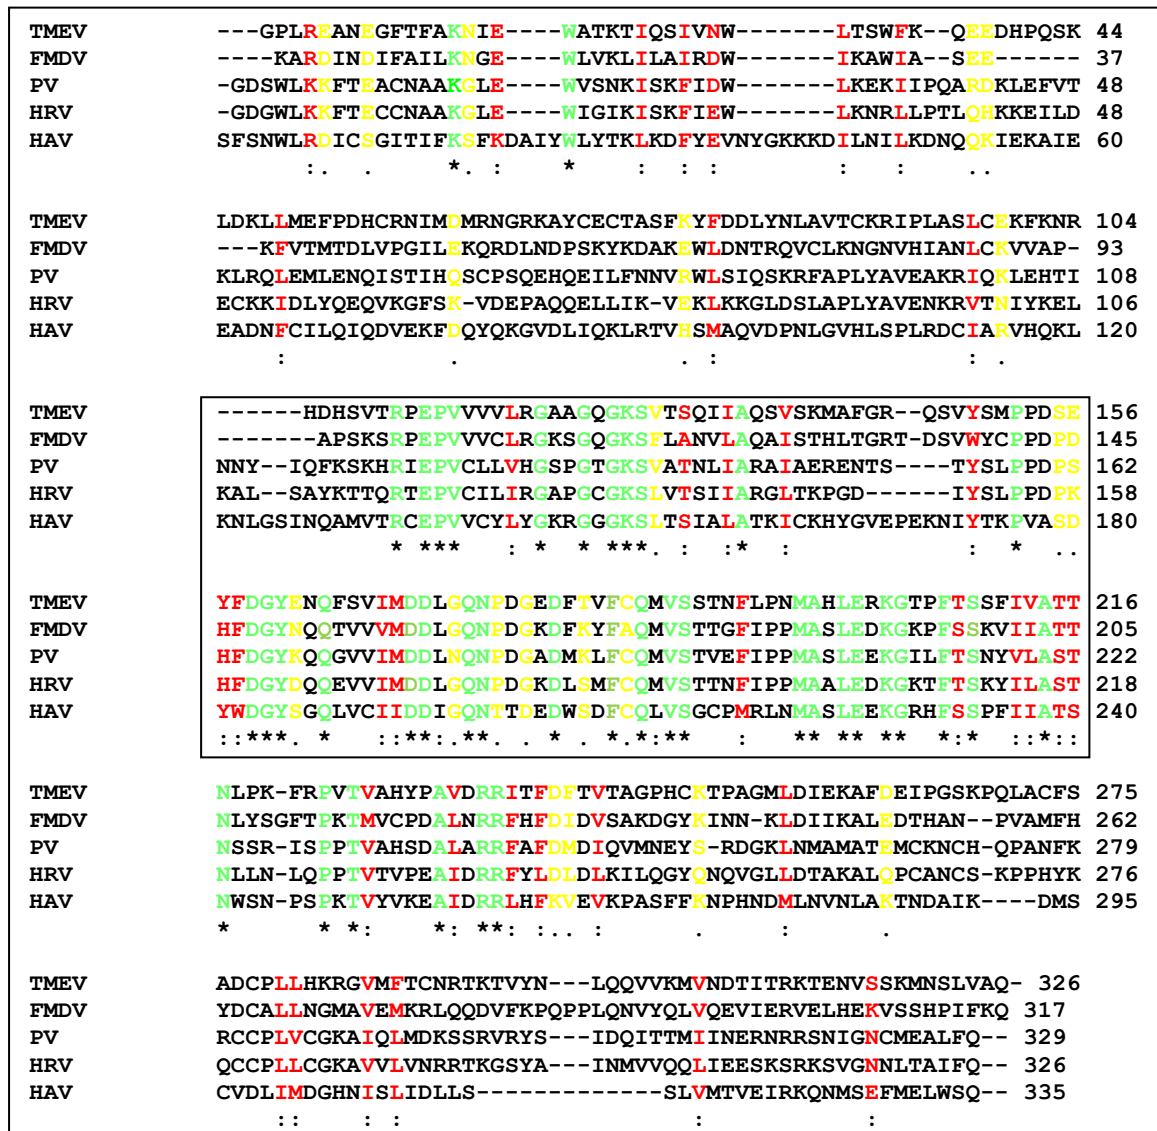 TMEV ---GPLREANEGFTFAKNIE----WATKTIQSIVNW-------LTSWFK--QEEDHPQSK 44
FMDV ----KARDINDIFAILKNGE----WLVKLILAIRDW-------IKAWIA--SEE------ 37
PV -GDSWLKKFTEACNAAKGLE----WVSNKISKFIDW-------LKEKIIPQARDKLEFVT 48
HRV -GDGWLKKFTECCNAAKGLE----WIGIKISKFIEW-------LKNRLLPTLQHKKEILD 48
HAV SFSNWLRDICSGITIFKSFKDAIYWLYTKLKDFYEVNYGKKKDILNILKDNQQKIEKAIE 60
:. . *. : * : : : : : ..
TMEV LDKLLMEFPDHCRNIMDMRNGRKAYCECTASFKYFDDLYNLAVTCKRIPLASLCEKFKNR 104
FMDV ---KFVTMTDLVPGILEKQRDLNDPSKYKDAKEWLDNTRQVCLKNGNVHIANLCKVVAP- 93
PV KLRQLEMLENQISTIHQSCPSQEHQEILFNNVRWLSIQSKRFAPLYAVEAKRIQKLEHTI 108
HRV ECKKIDLYQEQVKGFSK-VDEPAQQELLIK-VEKLKKGLDSLAPLYAVENKRVTNIYKEL 106
HAV EADNFCILQIQDVEKFDQYQKGVDLIQKLRTVHSMAQVDPNLGVHLSPLRDCIARVHQKL 120
: . . : : .
TMEV ------HDHSVTRPEPVVVVLRGAAGQGKSVTSQIIAQSVSKMAFGR--QSVYSMPPDSE 156
FMDV -------APSKSRPEPVVVCLRGKSGQGKSFLANVLAQAISTHLTGRT-DSVWYCPPDPD 145
PV NNY--IQFKSKHRIEPVCLLVHGSPGTGKSVATNLIARAIAERENTS----TYSLPPDPS 162
HRV KAL--SAYKTTQRTEPVCILIRGAPGCGKSLVTSIIARGLTKPGD------IYSLPPDPK 158
HAV KNLGSINQAMVTRCEPVVCYLYGKRGGGKSLTSIALATKICKHYGVEPEKNIYTKPVASD 180
* *** : * * ***. : :* : : * ..
TMEV YFDGYENQFSVIMDDLGQNPDGEDFTVFCQMVSSTNFLPNMAHLERKGTPFTSSFIVATT 216
FMDV HFDGYNQQTVVVMDDLGQNPDGKDFKYFAQMVSTTGFIPPMASLEDKGKPFSSKVIIATT 205
PV HFDGYKQQGVVIMDDLNQNPDGADMKLFCQMVSTVEFIPPMASLEEKGILFTSNYVLAST 222
HRV HFDGYDQQEVVIMDDLGQNPDGKDLSMFCQMVSTTNFIPPMAALEDKGKTFTSKYILAST 218
HAV YWDGYSGQLVCIIDDIGQNTTDEDWSDFCQLVSGCPMRLNMASLEEKGRHFSSPFIIATS 240
::***. * ::**:.**. . * . *.*:** : ** ** ** *:* ::*::
TMEV NLPK-FRPVTVAHYPAVDRRITFDFTVTAGPHCKTPAGMLDIEKAFDEIPGSKPQLACFS 275
FMDV NLYSGFTPKTMVCPDALNRRFHFDIDVSAKDGYKINN-KLDIIKALEDTHAN--PVAMFH 262
PV NSSR-ISPPTVAHSDALARRFAFDMDIQVMNEYS-RDGKLNMAMATEMCKNCH-QPANFK 279
HRV NLLN-LQPPTVTVPEAIDRRFYLDLDLKILQGYQNQVGLLDTAKALQPCANCS-KPPHYK 276
HAV NWSN-PSPKTVYVKEAIDRRLHFKVEVKPASFFKNPHNDMLNVNLAKTNDAIK----DMS 295
* * *: *: **: :.. : . : .
TMEV ADCPLLHKRGVMFTCNRTKTVYN---LQQVVKMVNDTITRKTENVSSKMNSLVAQ- 326
FMDV YDCALLNGMAVEMKRLQQDVFKPQPPLQNVYQLVQEVIERVELHEKVSSHPIFKQ 317
PV RCCPLVCGKAIQLMDKSSRVRYS---IDQITTMIINERNRRSNIGNCMEALFQ-- 329
HRV QCCPLLCGKAVVLVNRRTKGSYA---INMVVQQLIEESKSRKSVGNNLTAIFQ-- 326
HAV CVDLIMDGHNISLIDLLS-------------SLVMTVEIRKQNMSEFMELWSQ-- 335
:: : : : :